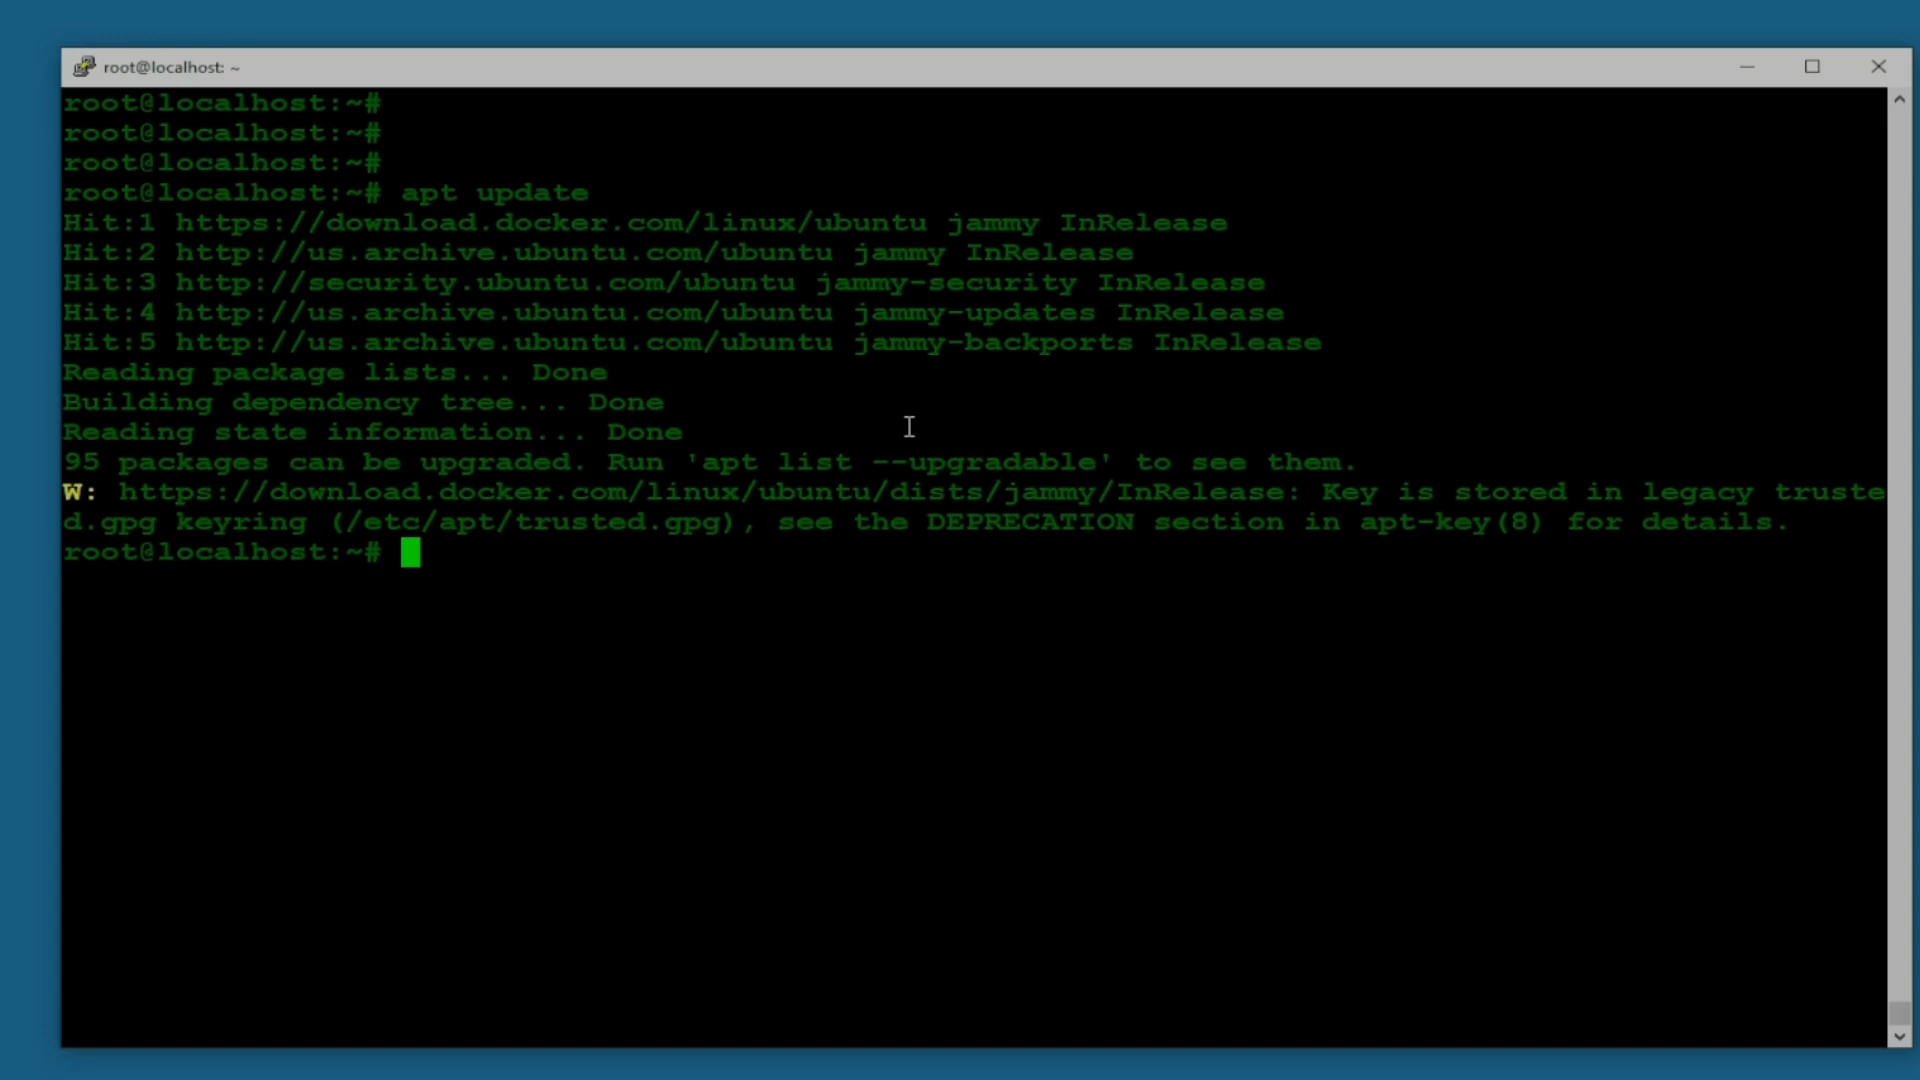 root@localhost: ~
root@localhost:~#
root@localhost:~#
root@localhost:~#
root@localhost:~# apt update
Hit:1 https://download.docker.com/linux/ubuntu jammy InRelease
Hit:2 http://us.archive.ubuntu.com/ubuntu jammy InRelease
Hit:3 http://security.ubuntu.com/ubuntu jammy-security InRelease
Hit:4 http://us.archive.ubuntu.com/ubuntu jammy-updates InRelease
Hit:5 http://us.archive.ubuntu.com/ubuntu jammy-backports InRelease
Reading package lists... Done
Building dependency tree... Done
Reading state information... Done
95 packages can be upgraded. Run 'apt list --upgradable' to see them.
W: https://download.docker.com/linux/ubuntu/dists/jammy/InRelease: Key is stored in legacy truste
d.gpg keyring (/etc/apt/trusted.gpg), see the DEPRECATION section in apt-key(8) for details.
root@localhost:~#